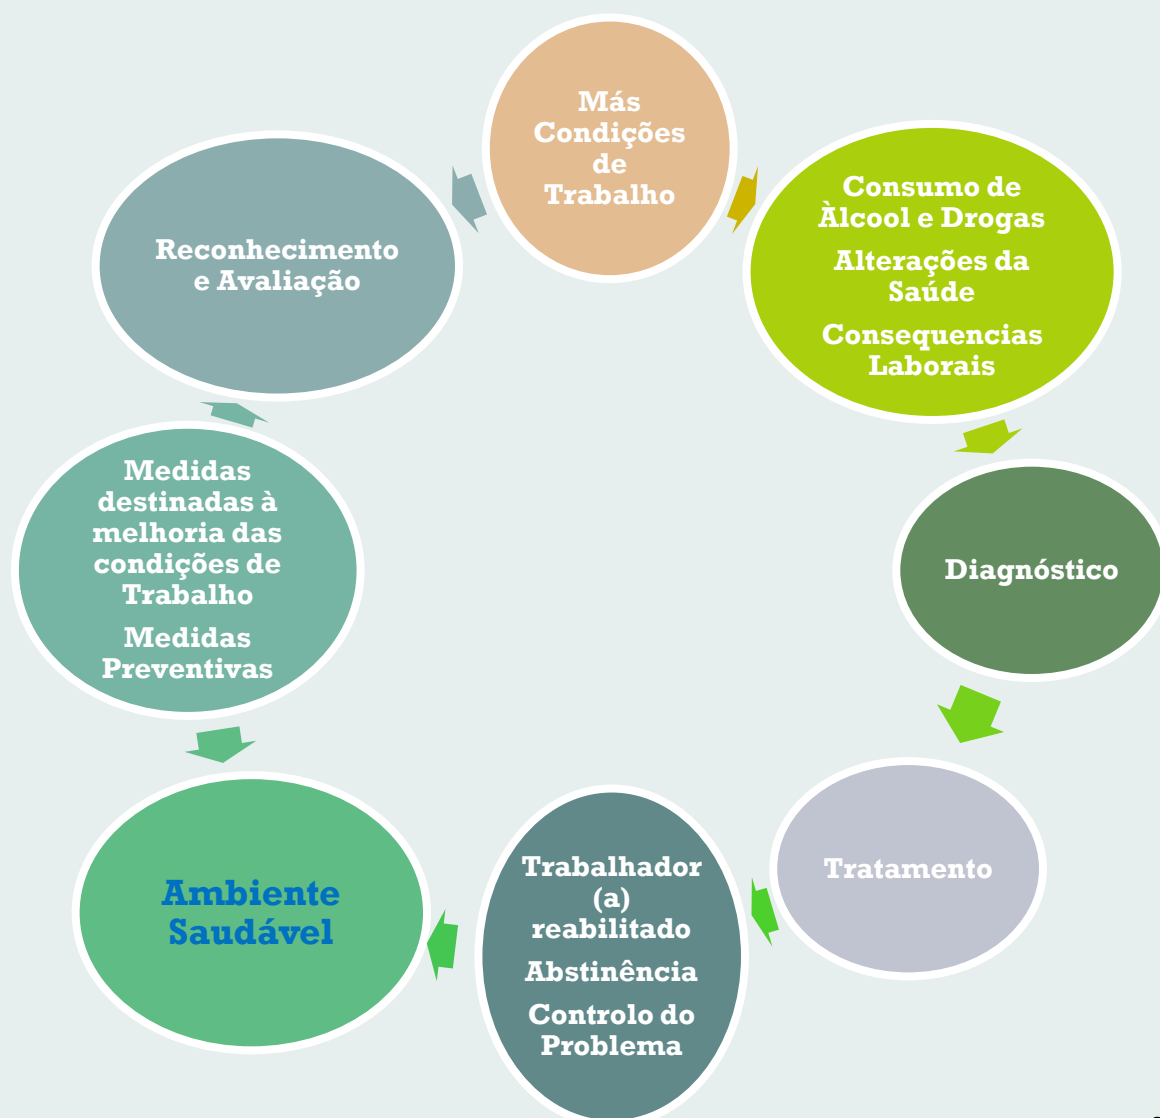 Más
Condições
de
Trabalho
Consumo de
Àlcool e Drogas
Alterações da
Saúde
Consequencias
Laborais
Diagnóstico
Tratamento
Trabalhador
(a)
reabilitado
Abstinência
Controlo do
Problema
Ambiente
Saudável
Medidas
destinadas à
melhoria das
condições de
Trabalho
Medidas
Preventivas
Reconhecimento
e Avaliação